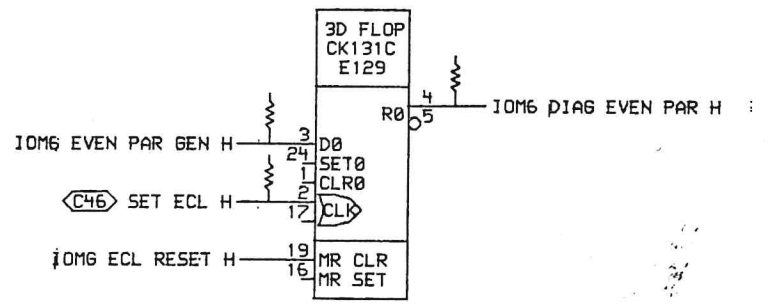 3D FLOP
CK131C
E129
4
R0 IOM6 DIAG EVEN PAR H
5
IOM6 EVEN PAR GEN H 3 D0
24 SET0
1 CLR0
C46 SET ECL H 2
17 CLK
IOM6 ECL RESET H 19 MR CLR
16 MR SET